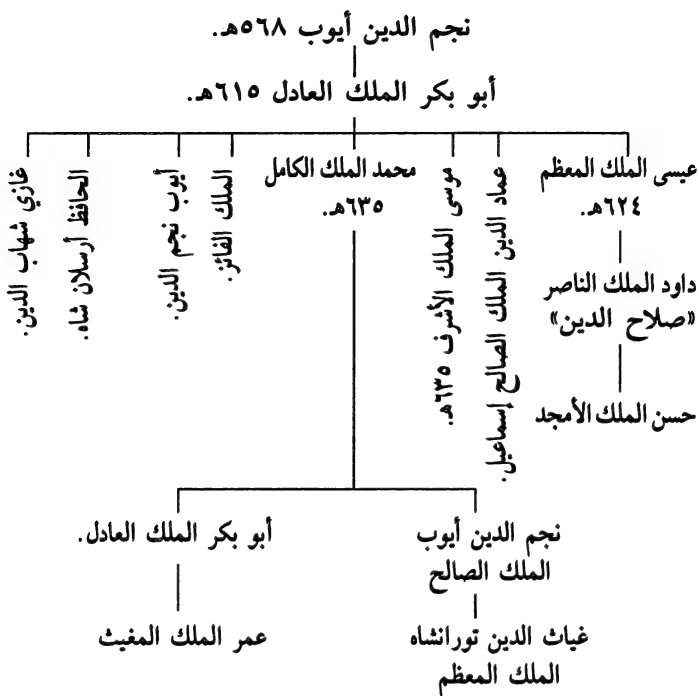 نجم الدين أيوب ٥٦٨هـ.
أبو بكر الملك العادل ٦١٥هـ.
عيسى الملك المعظم
٦٢٤هـ.
داود الملك الناصر
«صلاح الدين»
حسن الملك الأمجد
عماد الدين الملك الصالح إسماعيل.
موسى الملك الأشرف ٦٣٥هـ.
محمد الملك الكامل
٦٣٥هـ.
الملك الفائز.
أيوب نجم الدين.
الحافظ أرسلان شاه.
غازي شهاب الدين.
نجم الدين أيوب
الملك الصالح
غياث الدين تورانشاه
الملك المعظم
أبو بكر الملك العادل.
عمر الملك المغيث